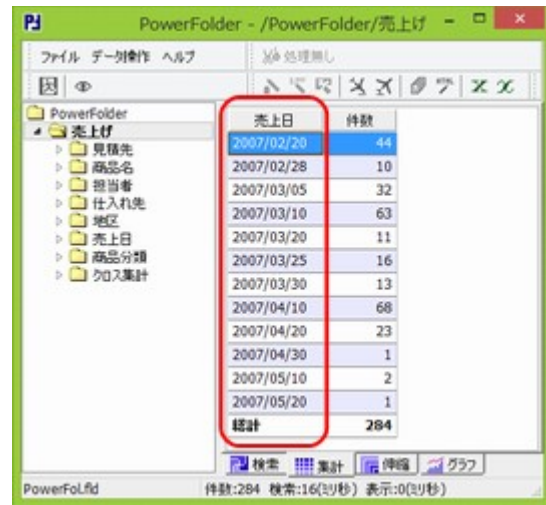 PowerFolder - /PowerFolder/売上げ
ファイル データ操作 ヘルプ
処理無し
PowerFolder
売上げ
見積先
商品名
担当者
仕入れ先
地区
売上日
商品分類
クロス集計
売上日 件数
2007/02/20 44
2007/02/28 10
2007/03/05 32
2007/03/10 63
2007/03/20 11
2007/03/25 16
2007/03/30 13
2007/04/10 68
2007/04/20 23
2007/04/30 1
2007/05/10 2
2007/05/20 1
総計 284
検索 集計 伸縮 グラフ
PowerFol.fld 件数:284 検索:16(ミリ秒) 表示:0(ミリ秒)